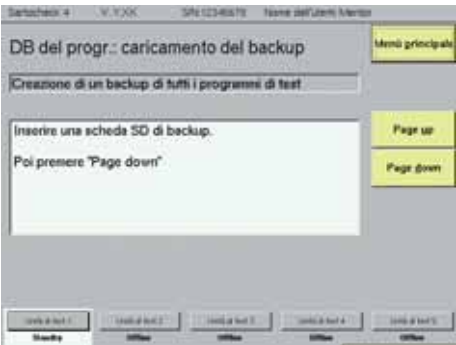 Sartocheck 4 V. Y.XX S/N:12345678 Name dell'utente Mentor
DB del progr.: caricamento del backup
Menù principale
Creazione di un backup di tutti i programmi di test
Inserire una scheda SD di backup.
Page up
Poi premere "Page down"
Page down
Unità di test 1 Unità di test 2 Unità di test 3 Unità di test 4 Unità di test 5
Standby Offline Offline Offline Offline